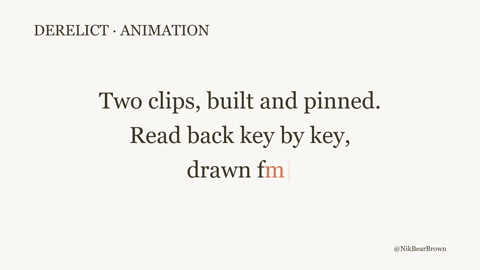 DERELICT · ANIMATION
Two clips, built and pinned.
Read back key by key,
drawn fm
@NikBearBrown